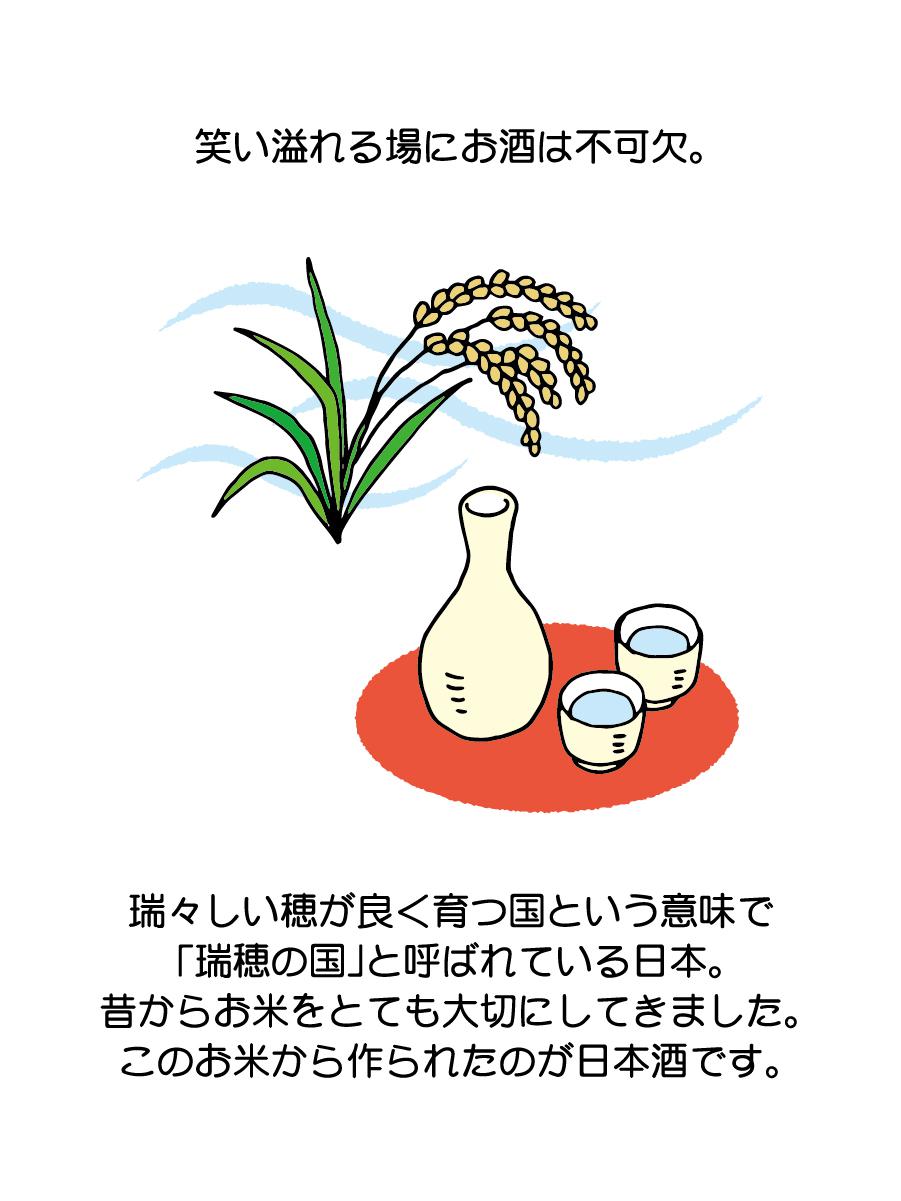 笑い溢れる場にお酒は不可欠。
瑞々しい穂が良く育つ国という意味で
「瑞穂の国」と呼ばれている日本。
昔からお米をとても大切にしてきました。
このお米から作られたのが日本酒です。